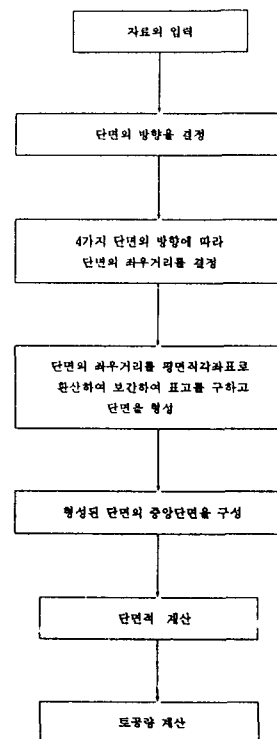 자료의 입력
단면의 방향을 결정
4가지 단면의 방향에 따라
단면의 좌우거리를 결정
단면의 좌우거리를 평면직각좌표로
환산하여 보간하여 표고를 구하고
단면을 형성
형성된 단면의 중앙단면을 구성
단면적 계산
토공량 계산